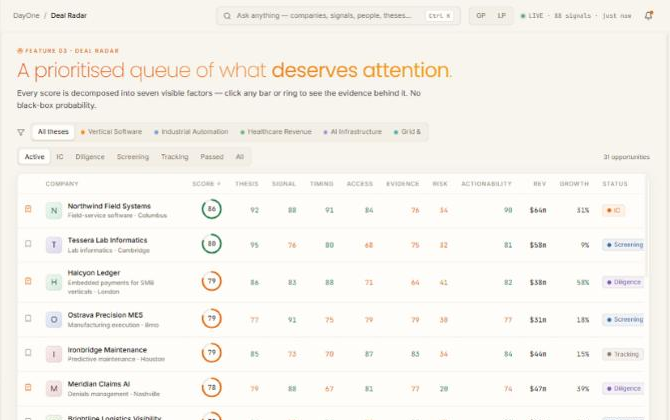 DayOne / Deal Radar
Ask anything — companies, signals, people, theses... Ctrl K
GP LP
LIVE · 88 signals · just now
FEATURE 03 · DEAL RADAR
A prioritised queue of what deserves attention.
Every score is decomposed into seven visible factors — click any bar or ring to see the evidence behind it. No
black-box probability.
All theses Vertical Software Industrial Automation Healthcare Revenue AI Infrastructure Grid &
Active IC Diligence Screening Tracking Passed All
31 opportunities
COMPANY SCORE THESIS SIGNAL TIMING ACCESS EVIDENCE RISK ACTIONABILITY REV GROWTH STATUS
N Northwind Field Systems 86 92 88 91 84 76 34 90 $64m 31% IC
Field-service software · Columbus
T Tessera Lab Informatics 80 95 76 80 68 75 32 81 $58m 9% Screening
Lab informatics · Cambridge
H Halcyon Ledger 79 86 83 88 71 64 41 82 $38m 58% Diligence
Embedded payments for SMB
verticals · London
O Ostrava Precision MES 79 77 91 75 79 79 38 77 $31m 18% Screening
Manufacturing execution · Brno
I Ironbridge Maintenance 79 85 73 70 87 83 34 84 $44m 15% Tracking
Predictive maintenance · Houston
M Meridian Claims AI 78 79 88 67 81 77 28 74 $47m 39% Diligence
Denials management · Nashville
Brightline Logistics Visibility